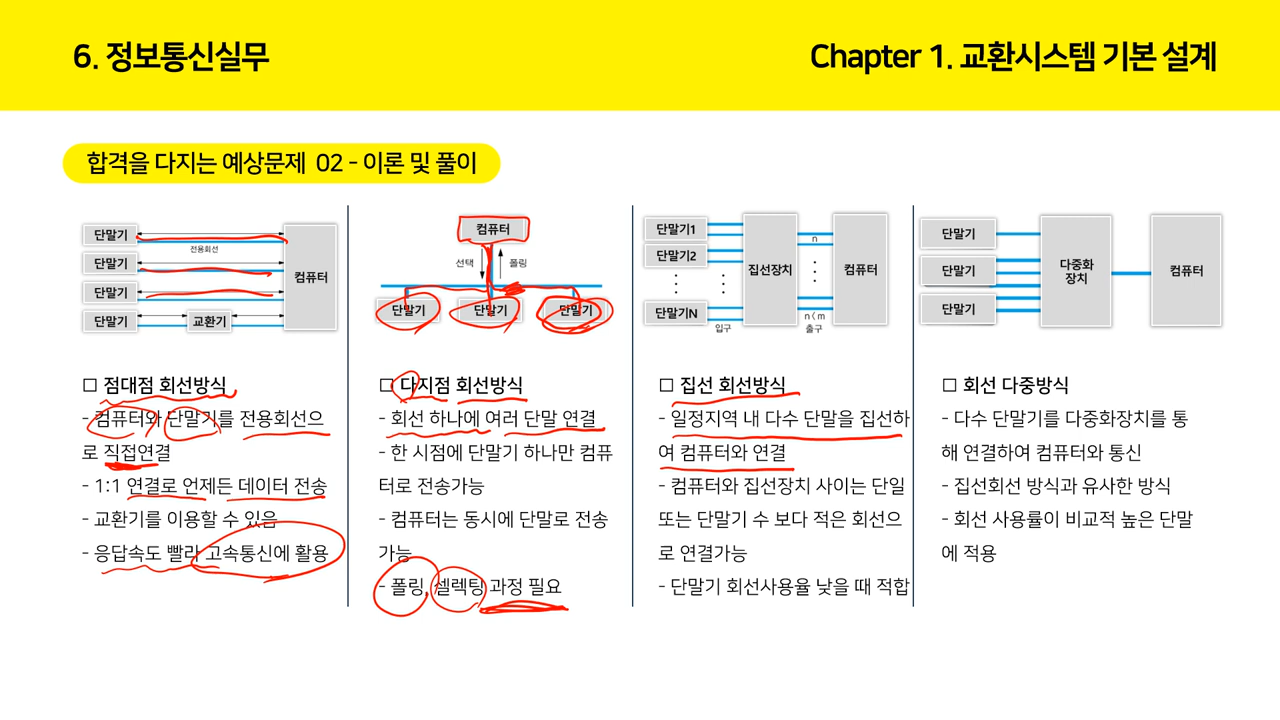 6. 정보통신실무
Chapter 1. 교환시스템 기본 설계
합격을 다지는 예상문제 02 - 이론 및 풀이
단말기
전용회선
단말기
단말기
단말기
교환기
컴퓨터
□ 점대점 회선방식
- 컴퓨터와 단말기를 전용회선으
로 직접연결
- 1:1 연결로 언제든 데이터 전송
- 교환기를 이용할 수 있음
- 응답속도 빨라 고속통신에 활용
컴퓨터
선택
폴링
단말기
단말기
단말기
□ 다지점 회선방식
- 회선 하나에 여러 단말 연결
- 한 시점에 단말기 하나만 컴퓨
터로 전송가능
- 컴퓨터는 동시에 단말로 전송
가능
- 폴링, 셀렉팅 과정 필요
단말기1
단말기2
단말기N
입구
집선장치
n
n ( m
출구
컴퓨터
□ 집선 회선방식
- 일정지역 내 다수 단말을 집선하
여 컴퓨터와 연결
- 컴퓨터와 집선장치 사이는 단일
또는 단말기 수 보다 적은 회선으
로 연결가능
- 단말기 회선사용율 낮을 때 적합
단말기
단말기
단말기
다중화
장치
컴퓨터
□ 회선 다중방식
- 다수 단말기를 다중화장치를 통
해 연결하여 컴퓨터와 통신
- 집선회선 방식과 유사한 방식
- 회선 사용률이 비교적 높은 단말
에 적용